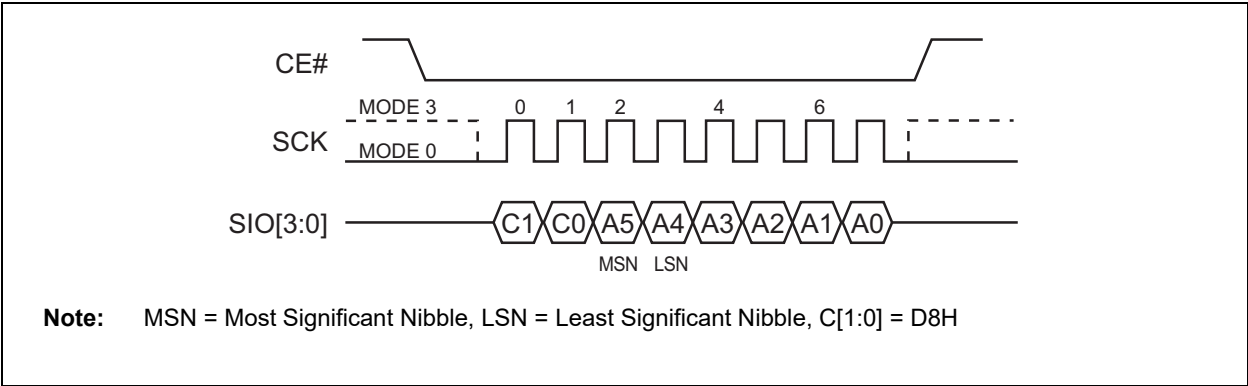 CE#
MODE 3 0 1 2 4 6
SCK
MODE 0
SIO[3:0] C1 C0 A5 A4 A3 A2 A1 A0
MSN LSN
Note: MSN = Most Significant Nibble, LSN = Least Significant Nibble, C[1:0] = D8H